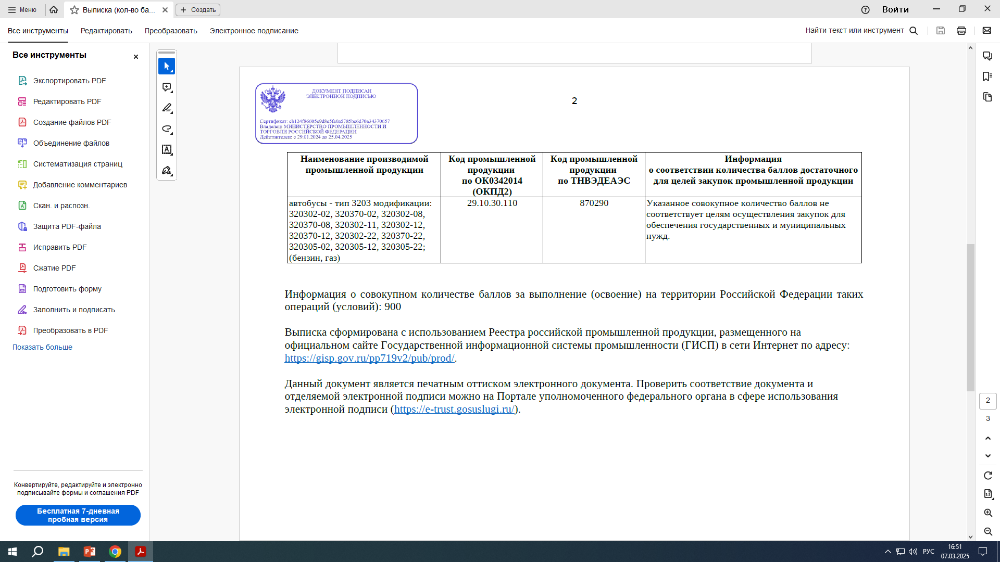 Меню
Выписка (кол-во ба...
Создать
Войти
Все инструменты
Редактировать
Преобразовать
Электронное подписание
Найти текст или инструмент
Все инструменты
Экспортировать PDF
Редактировать PDF
Создание файлов PDF
Объединение файлов
Систематизация страниц
Добавление комментариев
Скан. и распозн.
Защита PDF-файла
Исправить PDF
Сжатие PDF
Подготовить форму
Заполнить и подписать
Преобразовать в PDF
Показать больше
Конвертируйте, редактируйте и электронно
подписывайте формы и соглашения PDF
Бесплатная 7-дневная
пробная версия
ДОКУМЕНТ ПОДПИСАН
ЭЛЕКТРОННОЙ ПОДПИСЬЮ
Сертификат:
Владелец: МИНИСТЕРСТВО ПРОМЫШЛЕННОСТИ И
ТОРГОВЛИ РОССИЙСКОЙ ФЕДЕРАЦИИ
Действителен: с 29.01.2024 до 25.04.2025
2
Наименование производимой
промышленной продукции
Код промышленной
продукции
по ОК0342014
(ОКПД2)
Код промышленной
продукции
по ТНВЭДЕАЭС
Информация
о соответствии количества баллов достаточного
для целей закупок промышленной продукции
автобусы - тип 3203 модификации:
320302-02, 320370-02, 320302-08,
320370-08, 320302-11, 320302-12,
320370-12, 320302-22, 320370-22,
320305-02, 320305-12, 320305-22;
(бензин, газ)
29.10.30.110
870290
Указанное совокупное количество баллов не
соответствует целям осуществления закупок для
обеспечения государственных и муниципальных
нужд.
Информация о совокупном количестве баллов за выполнение (освоение) на территории Российской Федерации таких
операций (условий): 900
Выписка сформирована с использованием Реестра российской промышленной продукции, размещенного на
официальном сайте Государственной информационной системы промышленности (ГИСП) в сети Интернет по адресу:
https://gisp.gov.ru/pp719v2/pub/prod/.
Данный документ является печатным оттиском электронного документа. Проверить соответствие документа и
отделяемой электронной подписи можно на Портале уполномоченного федерального органа в сфере использования
электронной подписи (https://e-trust.gosuslugi.ru/).
2
3
РУС
16:51
07.03.2025